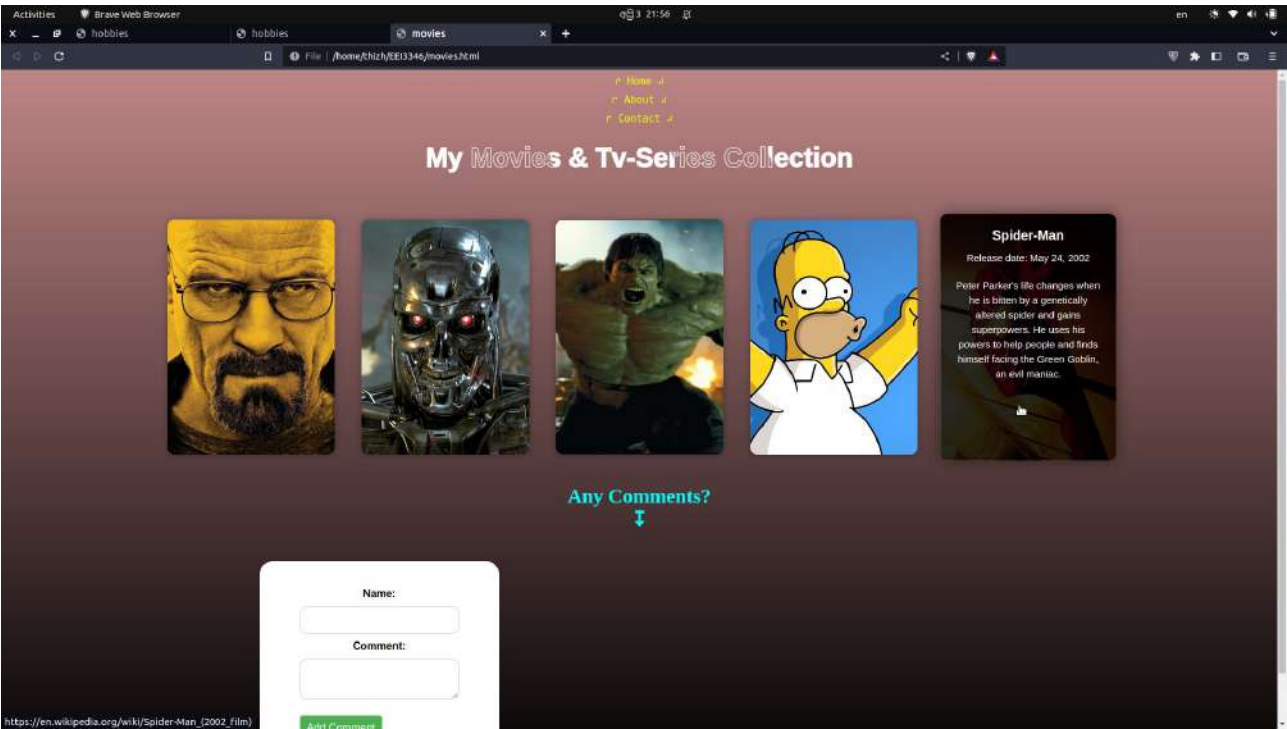 Activities Brave Web Browser 3 21:56 en
hobbies hobbies movies
File /home/thizh/EEI3346/movies.html
┌ Home ┘
┌ About ┘
┌ Contact ┘
My Movies & Tv-Series Collection
Spider-Man
Release date: May 24, 2002
Peter Parker's life changes when
he is bitten by a genetically
altered spider and gains
superpowers. He uses his
powers to help people and finds
himself facing the Green Goblin,
an evil maniac.
Any Comments?
↧
Name:
Comment:
Add Comment
https://en.wikipedia.org/wiki/Spider-Man_(2002_film)